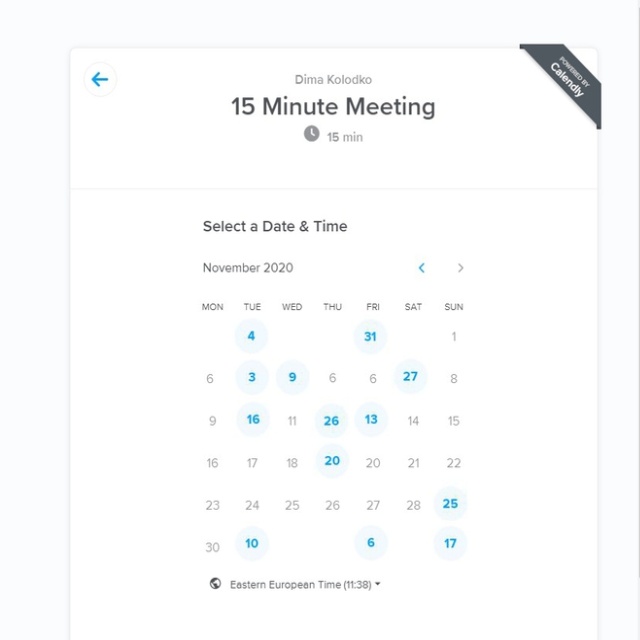 POWERED BY
Calendly
Dima Kolodko
15 Minute Meeting
15 min
Select a Date & Time
November 2020
MON TUE WED THU FRI SAT SUN
4 31 1
6 3 9 6 6 27 8
9 16 11 26 13 14 15
16 17 18 20 20 21 22
23 24 25 26 27 28 25
30 10 6 17
Eastern European Time (11:38)